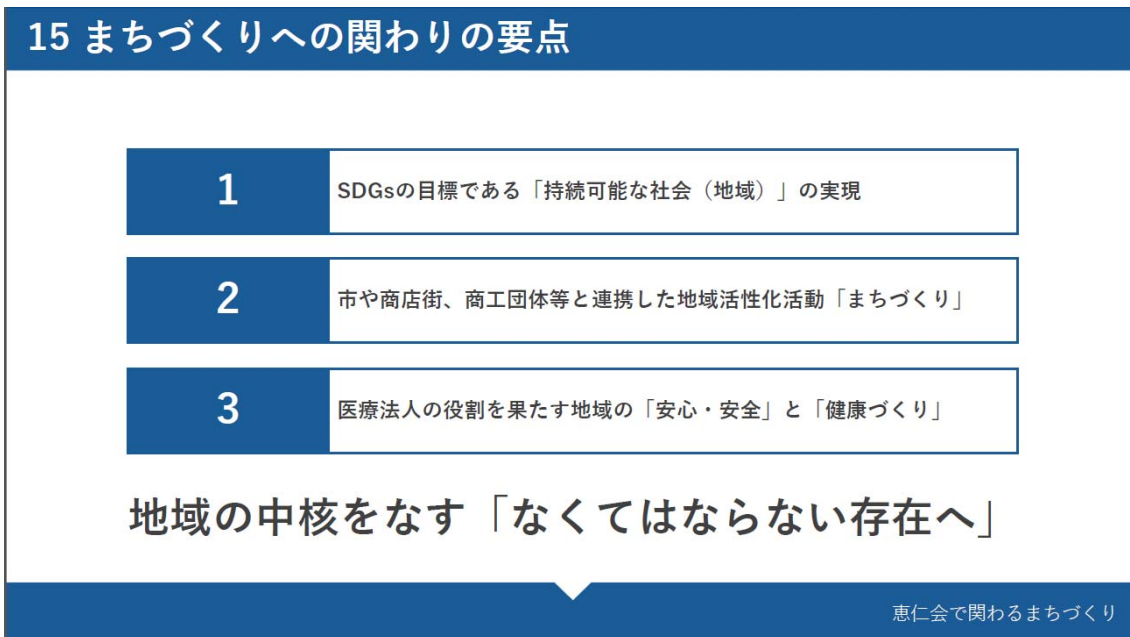 15 まちづくりへの関わりの要点
1
SDGsの目標である「持続可能な社会（地域）」の実現
2
市や商店街、商工団体等と連携した地域活性化活動「まちづくり」
3
医療法人の役割を果たす地域の「安心・安全」と「健康づくり」
地域の中核をなす「なくてはならない存在へ」
恵仁会で関わるまちづくり